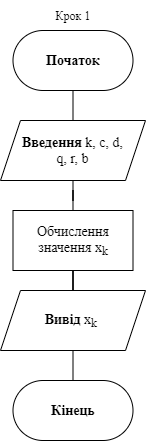 Крок 1
Початок
Введення k, c, d,
q, r, b
Обчислення
значення xk
Вивід xk
Кінець